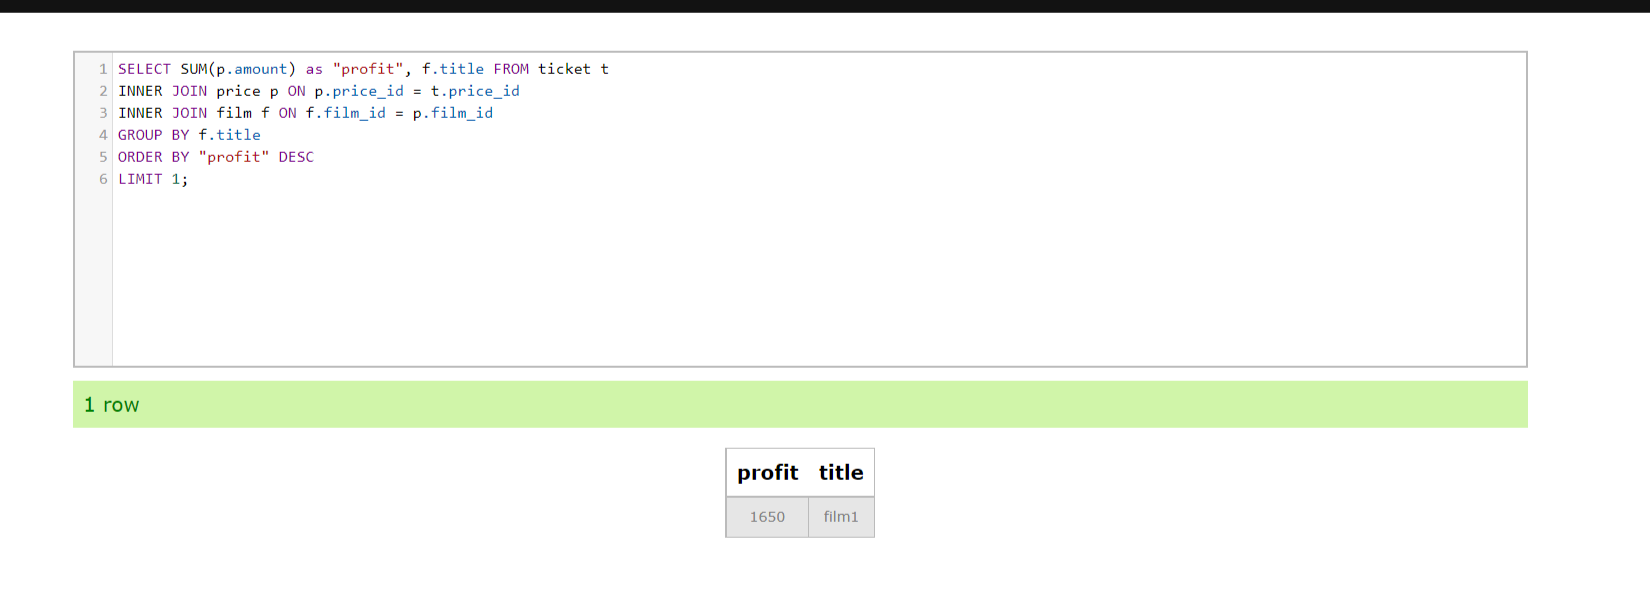 1 SELECT SUM(p.amount) as "profit", f.title FROM ticket t
2 INNER JOIN price p ON p.price_id = t.price_id
3 INNER JOIN film f ON f.film_id = p.film_id
4 GROUP BY f.title
5 ORDER BY "profit" DESC
6 LIMIT 1;
1 row
profit title
1650 film1